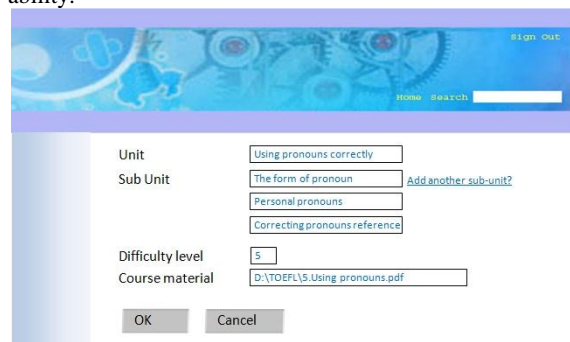 ability.
Sign Out
Home Search
Unit Using pronouns correctly
Sub Unit The form of pronoun Add another sub-unit?
Personal pronouns
Correcting pronouns reference
Difficulty level 5
Course material D:\TOEFL\5.Using pronouns.pdf
OK Cancel